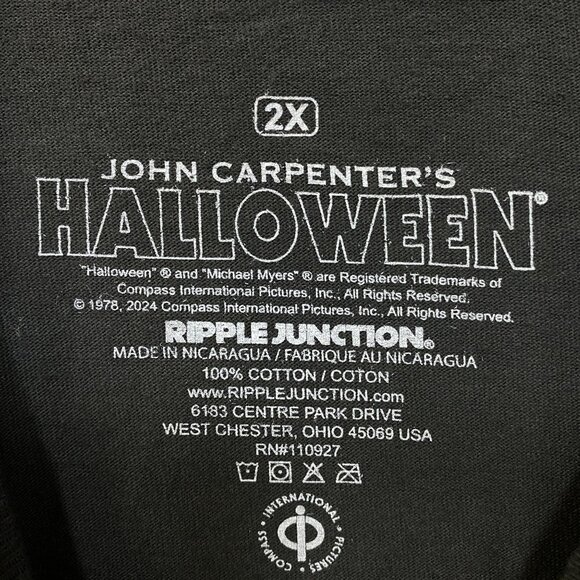 2X
JOHN CARPENTER'S
HALLOWEEN®
"Halloween" ® and "Michael Myers" ® are Registered Trademarks of
Compass International Pictures, Inc., All Rights Reserved.
© 1978, 2024 Compass International Pictures, Inc., All Rights Reserved.
RIPPLE JUNCTION®
MADE IN NICARAGUA / FABRIQUE AU NICARAGUA
100% COTTON / COTON
www.RIPPLEJUNCTION.com
6183 CENTRE PARK DRIVE
WEST CHESTER, OHIO 45069 USA
RN#110927
COMPASS • INTERNATIONAL • PICTURES •